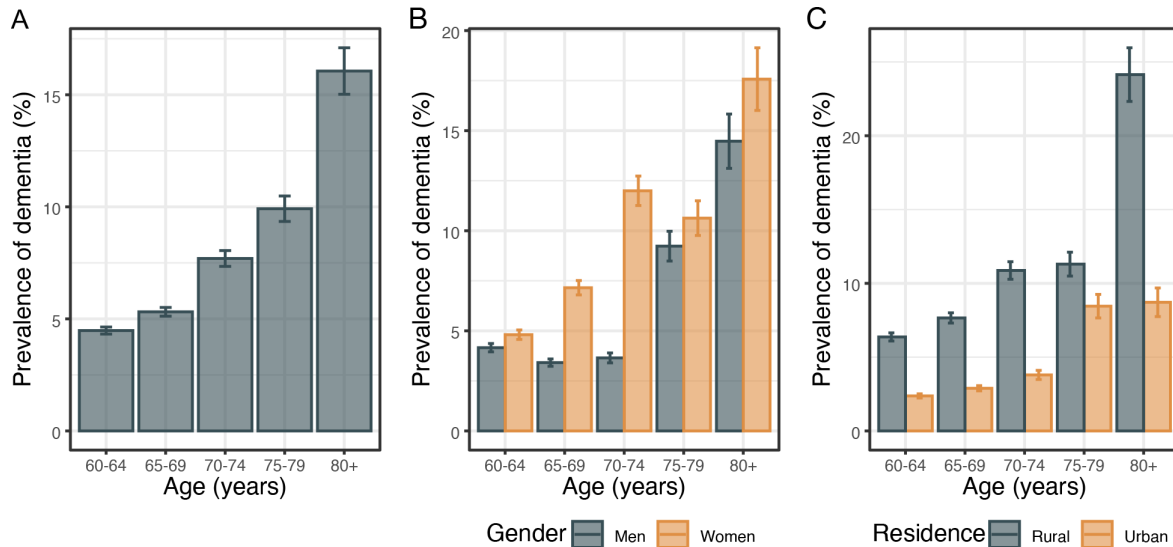 A
Prevalence of dementia (%)
15
10
5
0
60-64 65-69 70-74 75-79 80+
Age (years)
B
Prevalence of dementia (%)
20
15
10
5
0
60-64 65-69 70-74 75-79 80+
Age (years)
Gender Men Women
C
Prevalence of dementia (%)
20
10
0
60-64 65-69 70-74 75-79 80+
Age (years)
Residence Rural Urban